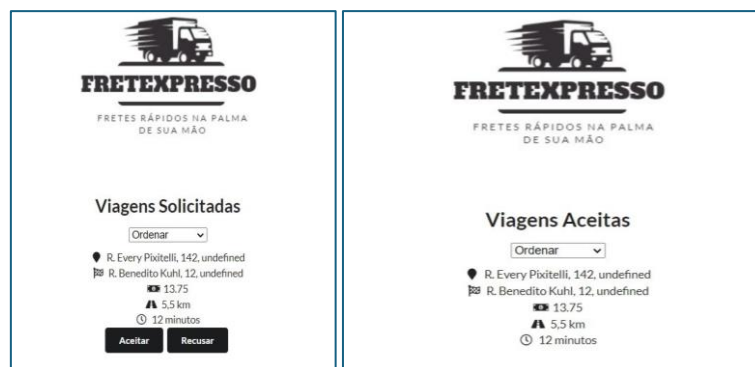 FRETEXPRESSO
FRETES RÁPIDOS NA PALMA
DE SUA MÃO
Viagens Solicitadas
Ordenar
R. Every Pixitelli, 142, undefined
R. Benedito Kuhl, 12, undefined
13.75
5,5 km
12 minutos
Aceitar Recusar
FRETEXPRESSO
FRETES RÁPIDOS NA PALMA
DE SUA MÃO
Viagens Aceitas
Ordenar
R. Every Pixitelli, 142, undefined
R. Benedito Kuhl, 12, undefined
13.75
5,5 km
12 minutos